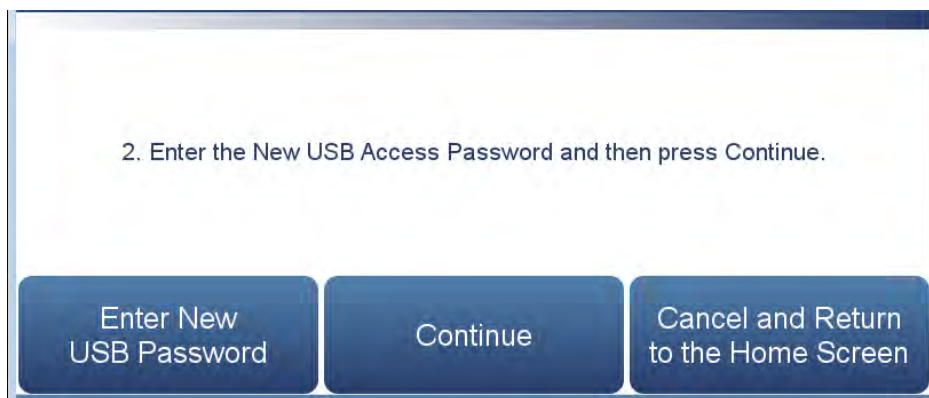 2. Enter the New USB Access Password and then press Continue.
Enter New
USB Password
Continue
Cancel and Return
to the Home Screen